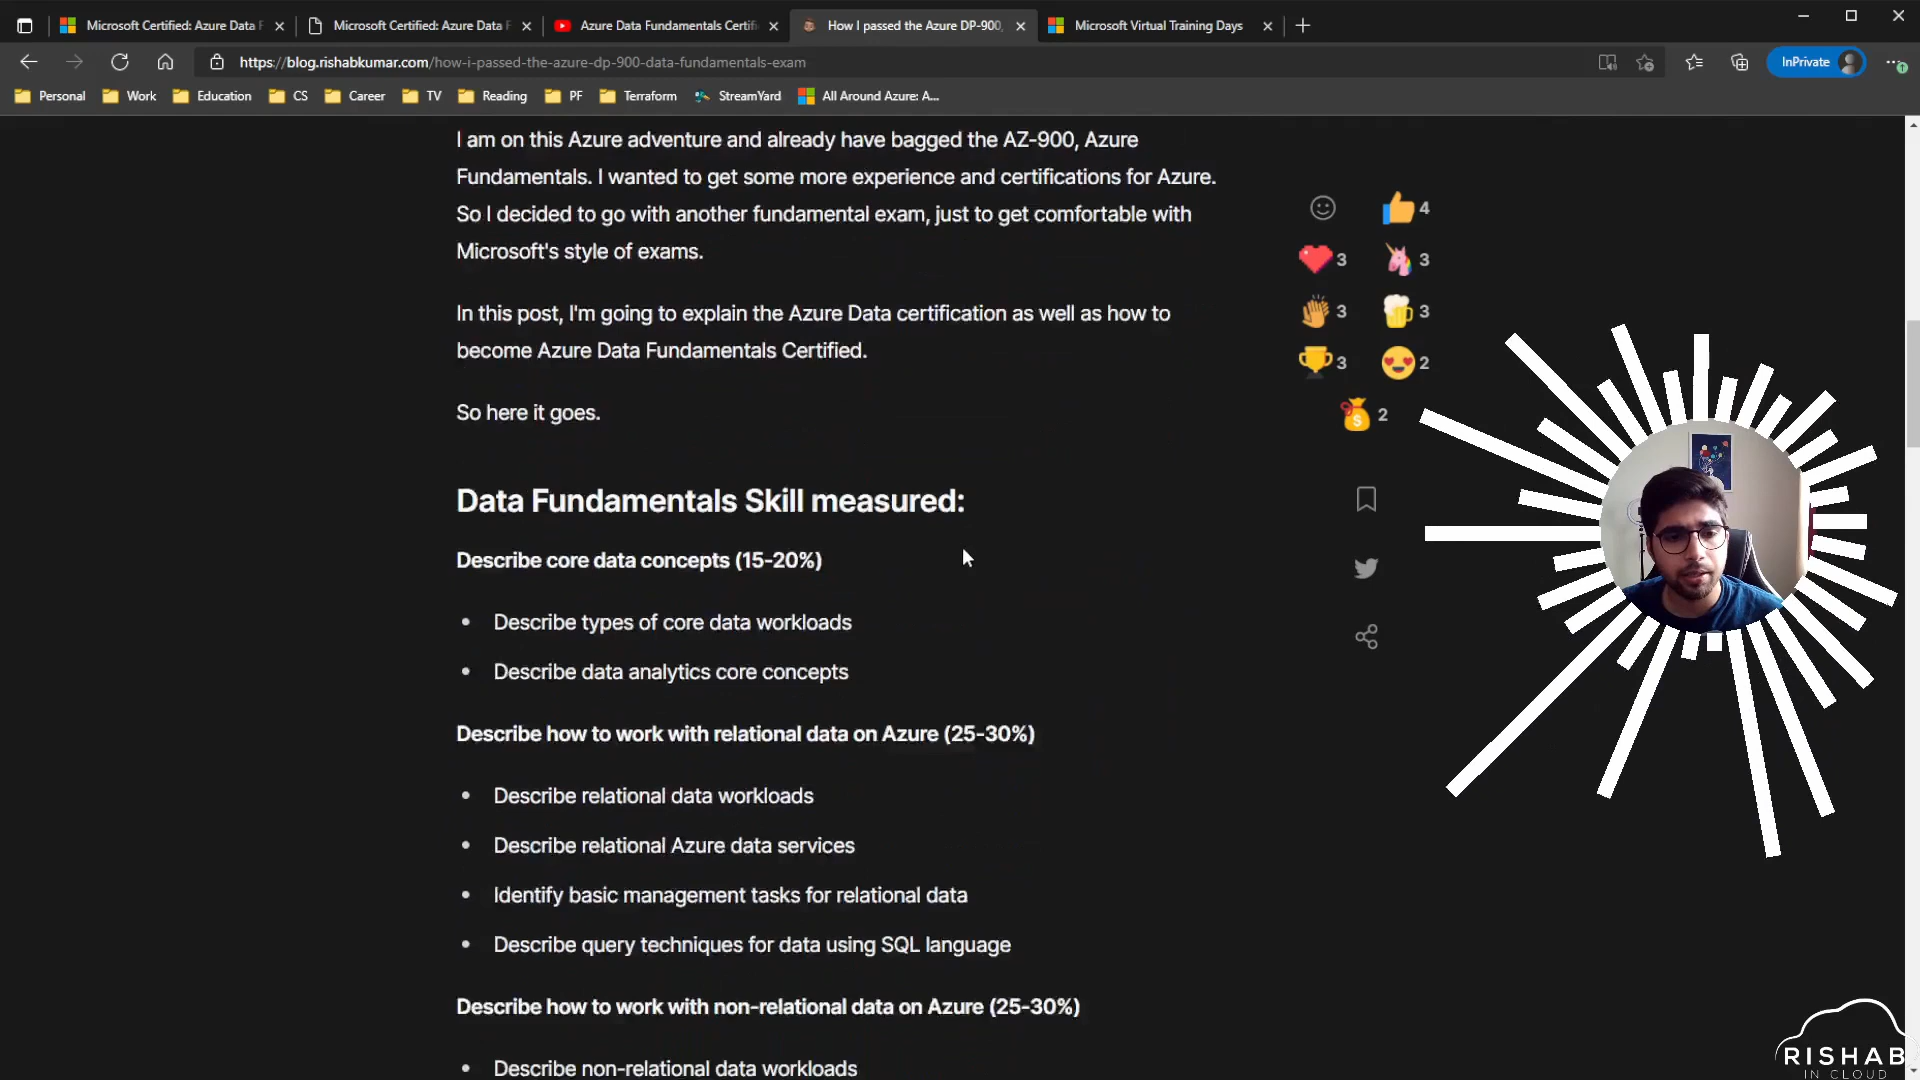 Microsoft Certified: Azure Data F
Microsoft Certified: Azure Data F
Azure Data Fundamentals Certifi
How I passed the Azure DP-900,
Microsoft Virtual Training Days
https://blog.rishabkumar.com/how-i-passed-the-azure-dp-900-data-fundamentals-exam
InPrivate
Personal
Work
Education
CS
Career
TV
Reading
PF
Terraform
StreamYard
All Around Azure: A...
I am on this Azure adventure and already have bagged the AZ-900, Azure
Fundamentals. I wanted to get some more experience and certifications for Azure.
So I decided to go with another fundamental exam, just to get comfortable with
Microsoft's style of exams.
In this post, I'm going to explain the Azure Data certification as well as how to
become Azure Data Fundamentals Certified.
So here it goes.
Data Fundamentals Skill measured:
Describe core data concepts (15-20%)
• Describe types of core data workloads
• Describe data analytics core concepts
Describe how to work with relational data on Azure (25-30%)
• Describe relational data workloads
• Describe relational Azure data services
• Identify basic management tasks for relational data
• Describe query techniques for data using SQL language
Describe how to work with non-relational data on Azure (25-30%)
• Describe non-relational data workloads
4
3
3
3
3
3
2
2
RISHAB
IN CLOUD